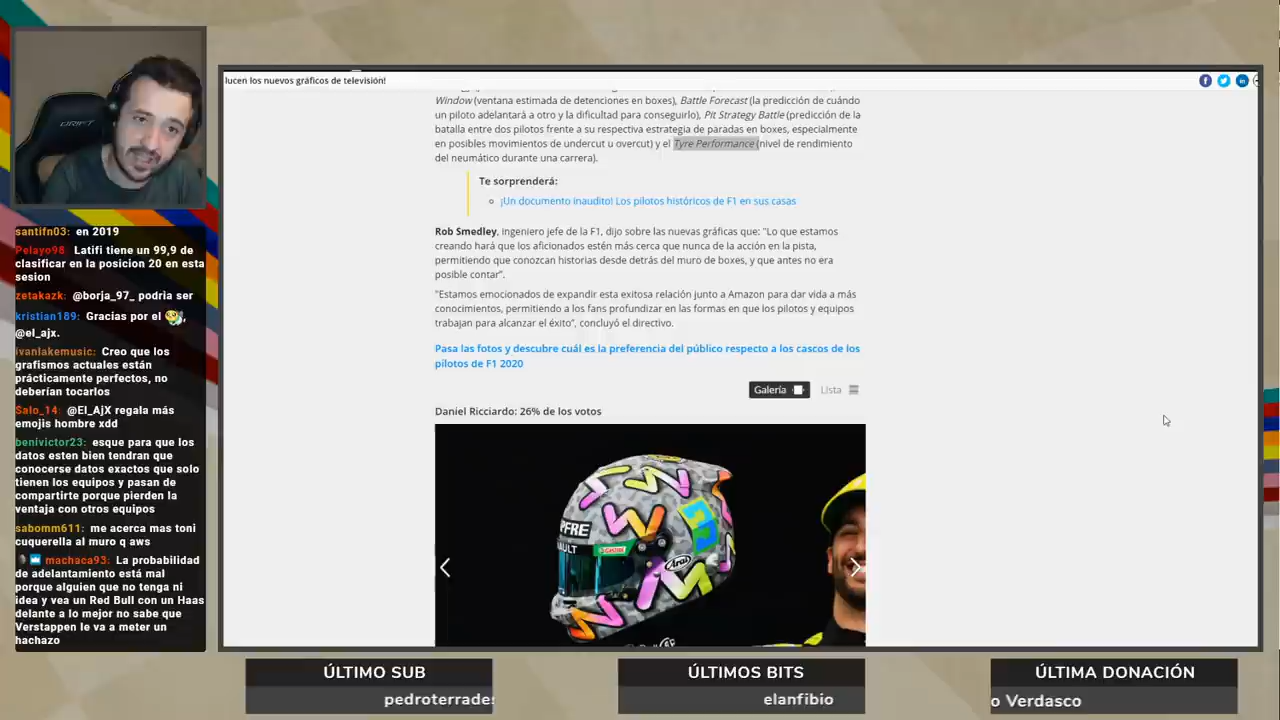 lucen los nuevos gráficos de televisión!
Window (ventana estimada de detenciones en boxes), Battle Forecast (la predicción de cuándo
un piloto adelantará a otro y la dificultad para conseguirlo), Pit Strategy Battle (predicción de la
batalla entre dos pilotos frente a su respectiva estrategia de paradas en boxes, especialmente
en posibles movimientos de undercut u overcut) y el Tyre Performance (nivel de rendimiento
del neumático durante una carrera).
Te sorprenderá:
¡Un documento inaudito! Los pilotos históricos de F1 en sus casas
Rob Smedley, ingeniero jefe de la F1, dijo sobre las nuevas gráficas que: "Lo que estamos
creando hará que los aficionados estén más cerca que nunca de la acción en la pista,
permitiendo que conozcan historias desde detrás del muro de boxes, y que antes no era
posible contar".
"Estamos emocionados de expandir esta exitosa relación junto a Amazon para dar vida a más
conocimientos, permitiendo a los fans profundizar en las formas en que los pilotos y equipos
trabajan para alcanzar el éxito", concluyó el directivo.
Pasa las fotos y descubre cuál es la preferencia del público respecto a los cascos de los
pilotos de F1 2020
Galería
Lista
Daniel Ricciardo: 26% de los votos
PFRE
AULT
Castrol
Arai
DRIFT
santifn03: en 2019
Pelayo98: Latifi tiene un 99,9 de
clasificar en la posicion 20 en esta
sesion
zetakazk: @borja_97_ podria ser
kristian189: Gracias por el ,
@el_ajx.
ivanlakemusic: Creo que los
grafismos actuales están
prácticamente perfectos, no
deberían tocarlos
Salo_14: @El_AjX regala más
emojis hombre xdd
benivictor23: esque para que los
datos esten bien tendran que
conocerse datos exactos que solo
tienen los equipos y pasan de
compartirte porque pierden la
ventaja con otros equipos
sabomm611: me acerca mas toni
cuquerella al muro q aws
machaca93: La probabilidad
de adelantamiento está mal
porque alguien que no tenga ni
idea y vea un Red Bull con un Haas
delante a lo mejor no sabe que
Verstappen le va a meter un
hachazo
ÚLTIMO SUB
pedroterrades
ÚLTIMOS BITS
elanfibio
ÚLTIMA DONACIÓN
o Verdasco